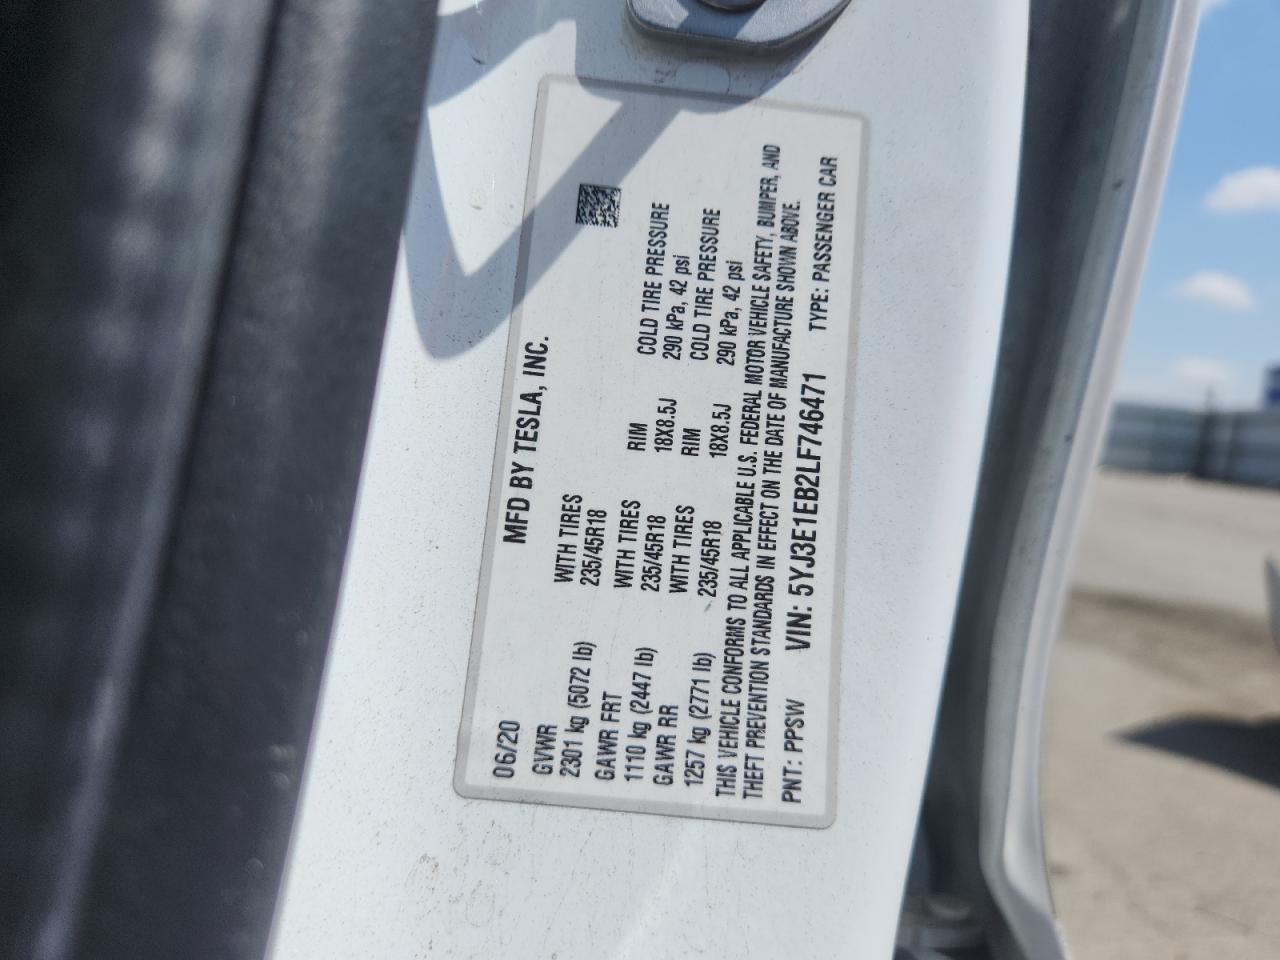 06/20 MFD BY TESLA, INC.
GVWR WITH TIRES
2301 kg (5072 lb) 235/45R18
GAWR FRT WITH TIRES RIM COLD TIRE PRESSURE
1110 kg (2447 lb) 235/45R18 18X8.5J 290 kPa, 42 psi
GAWR RR WITH TIRES RIM COLD TIRE PRESSURE
1257 kg (2771 lb) 235/45R18 18X8.5J 290 kPa, 42 psi
THIS VEHICLE CONFORMS TO ALL APPLICABLE U.S. FEDERAL MOTOR VEHICLE SAFETY, BUMPER, AND
THEFT PREVENTION STANDARDS IN EFFECT ON THE DATE OF MANUFACTURE SHOWN ABOVE.
PNT: PPSW VIN: 5YJ3E1EB2LF746471 TYPE: PASSENGER CAR